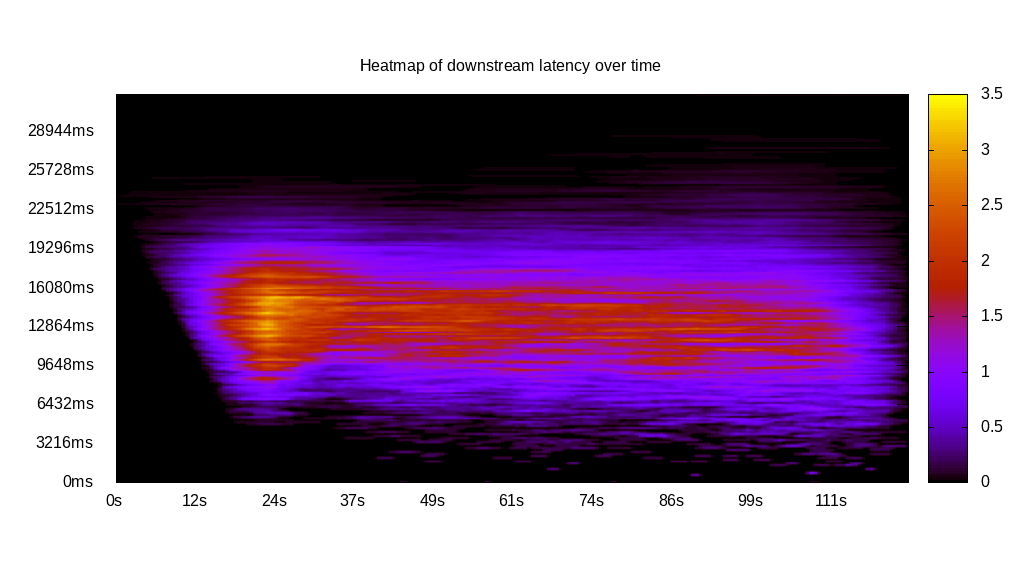 Heatmap of downstream latency over time
28944ms
25728ms
22512ms
19296ms
16080ms
12864ms
9648ms
6432ms
3216ms
0ms
0s 12s 24s 37s 49s 61s 74s 86s 99s 111s
3.5
3
2.5
2
1.5
1
0.5
0